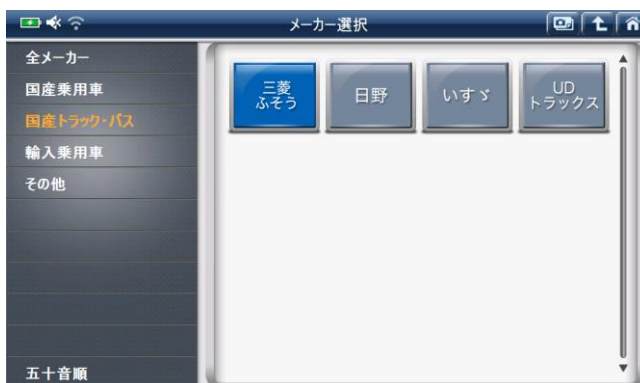 メーカー選択
全メーカー
国産乗用車
国産トラック・バス
輸入乗用車
その他
五十音順
三菱
ふそう
日野
いすゞ
UD
トラックス